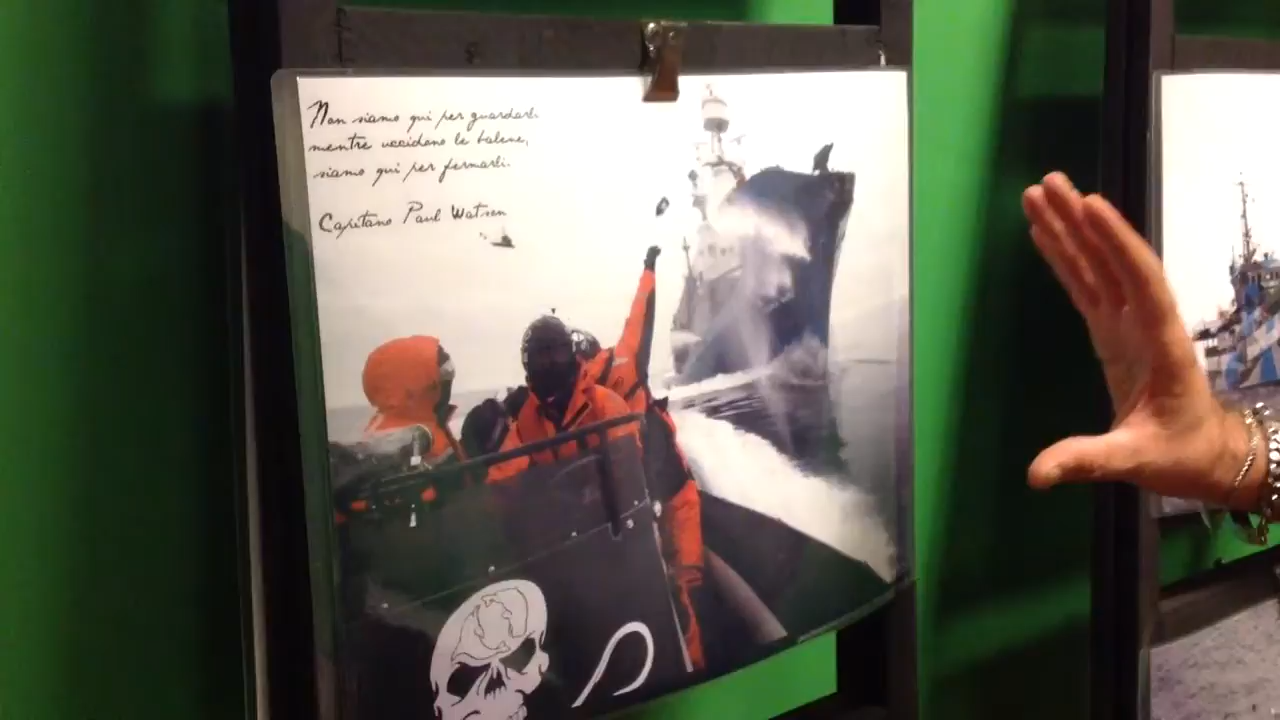 Non siamo qui per guardarli
mentre uccidono le balene,
siamo qui per fermarli.
Capitano Paul Watson